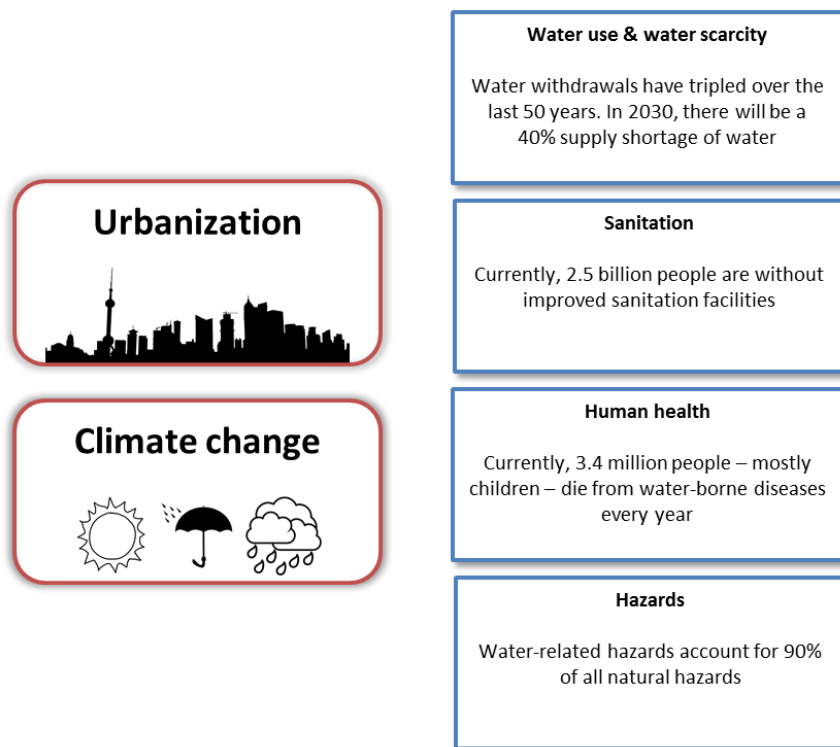 Urbanization
Climate change
Water use & water scarcity
Water withdrawals have tripled over the
last 50 years. In 2030, there will be a
40% supply shortage of water
Sanitation
Currently, 2.5 billion people are without
improved sanitation facilities
Human health
Currently, 3.4 million people – mostly
children – die from water-borne diseases
every year
Hazards
Water-related hazards account for 90%
of all natural hazards